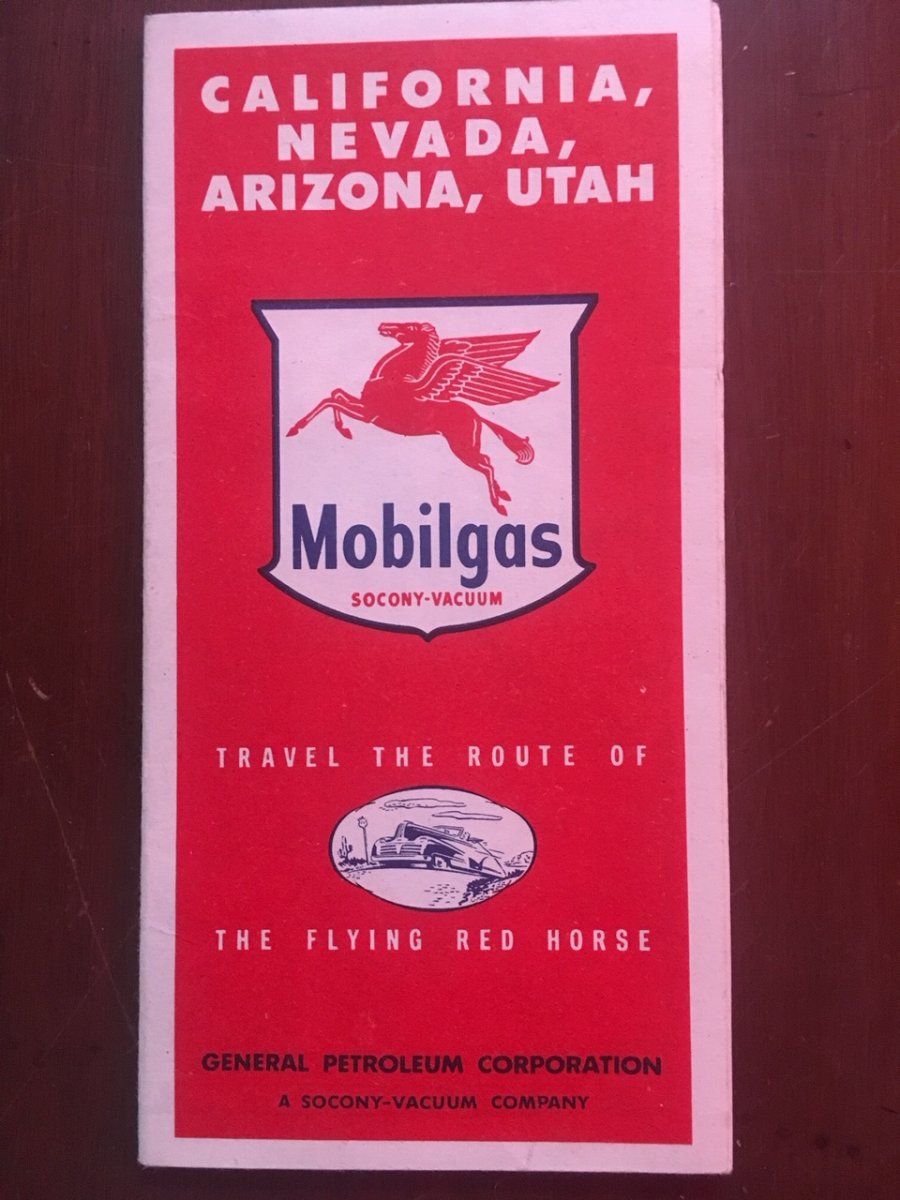 CALIFORNIA,
NEVADA,
ARIZONA, UTAH
Mobilgas
SOCONY-VACUUM
TRAVEL THE ROUTE OF
THE FLYING RED HORSE
GENERAL PETROLEUM CORPORATION
A SOCONY-VACUUM COMPANY